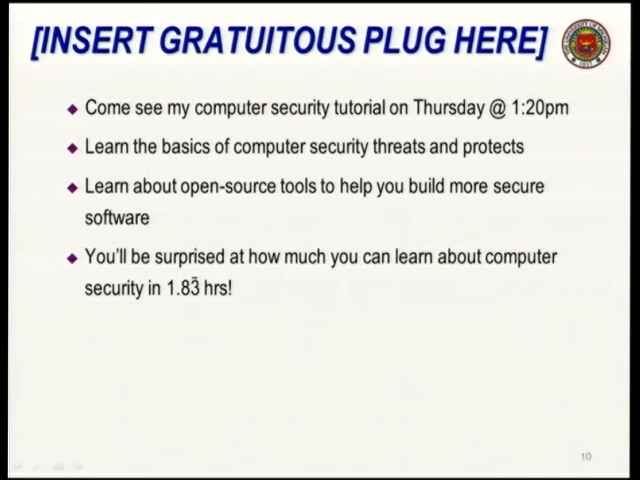 [INSERT GRATUITOUS PLUG HERE]
Come see my computer security tutorial on Thursday @ 1:20pm
Learn the basics of computer security threats and protects
Learn about open-source tools to help you build more secure
software
You'll be surprised at how much you can learn about computer
security in 1.83̅ hrs!
10